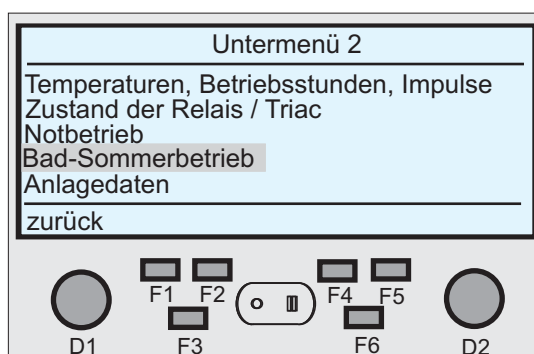 Untermenü 2
Temperaturen, Betriebsstunden, Impulse
Zustand der Relais / Triac
Notbetrieb
Bad-Sommerbetrieb
Anlagedaten
zurück
F1 F2 F4 F5
D1 F3 F6 D2